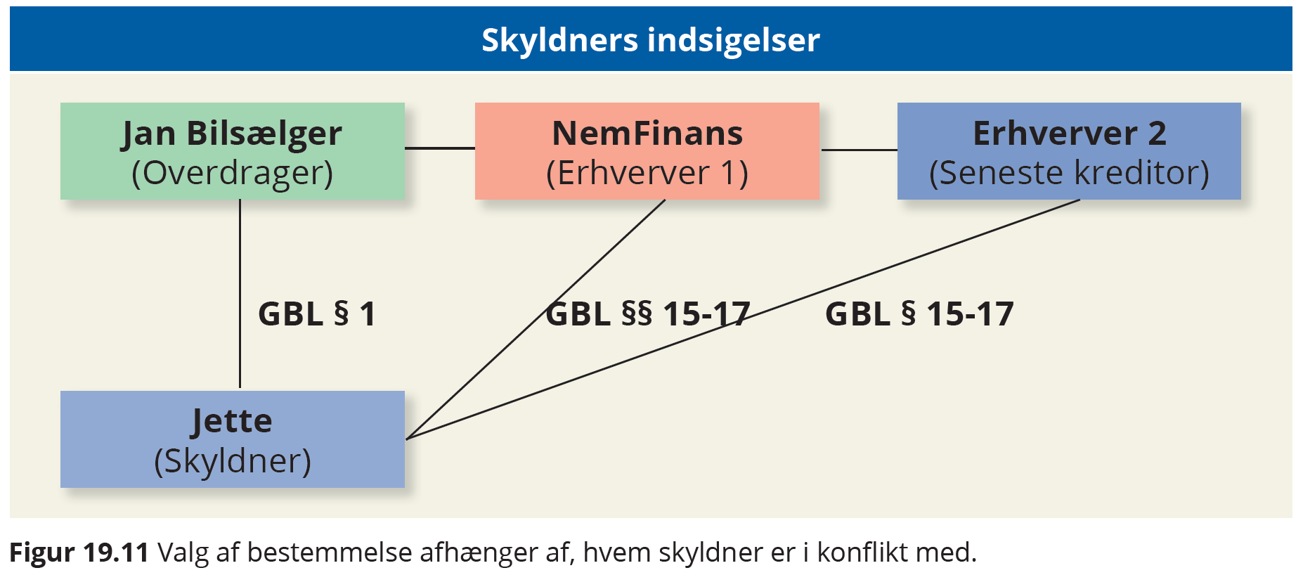 Skyldners indsigelser
Jan Bilsælger
(Overdrager)
NemFinans
(Erhverver 1)
Erhverver 2
(Seneste kreditor)
GBL § 1
GBL §§ 15-17
GBL § 15-17
Jette
(Skyldner)
Figur 19.11 Valg af bestemmelse afhænger af, hvem skyldner er i konflikt med.